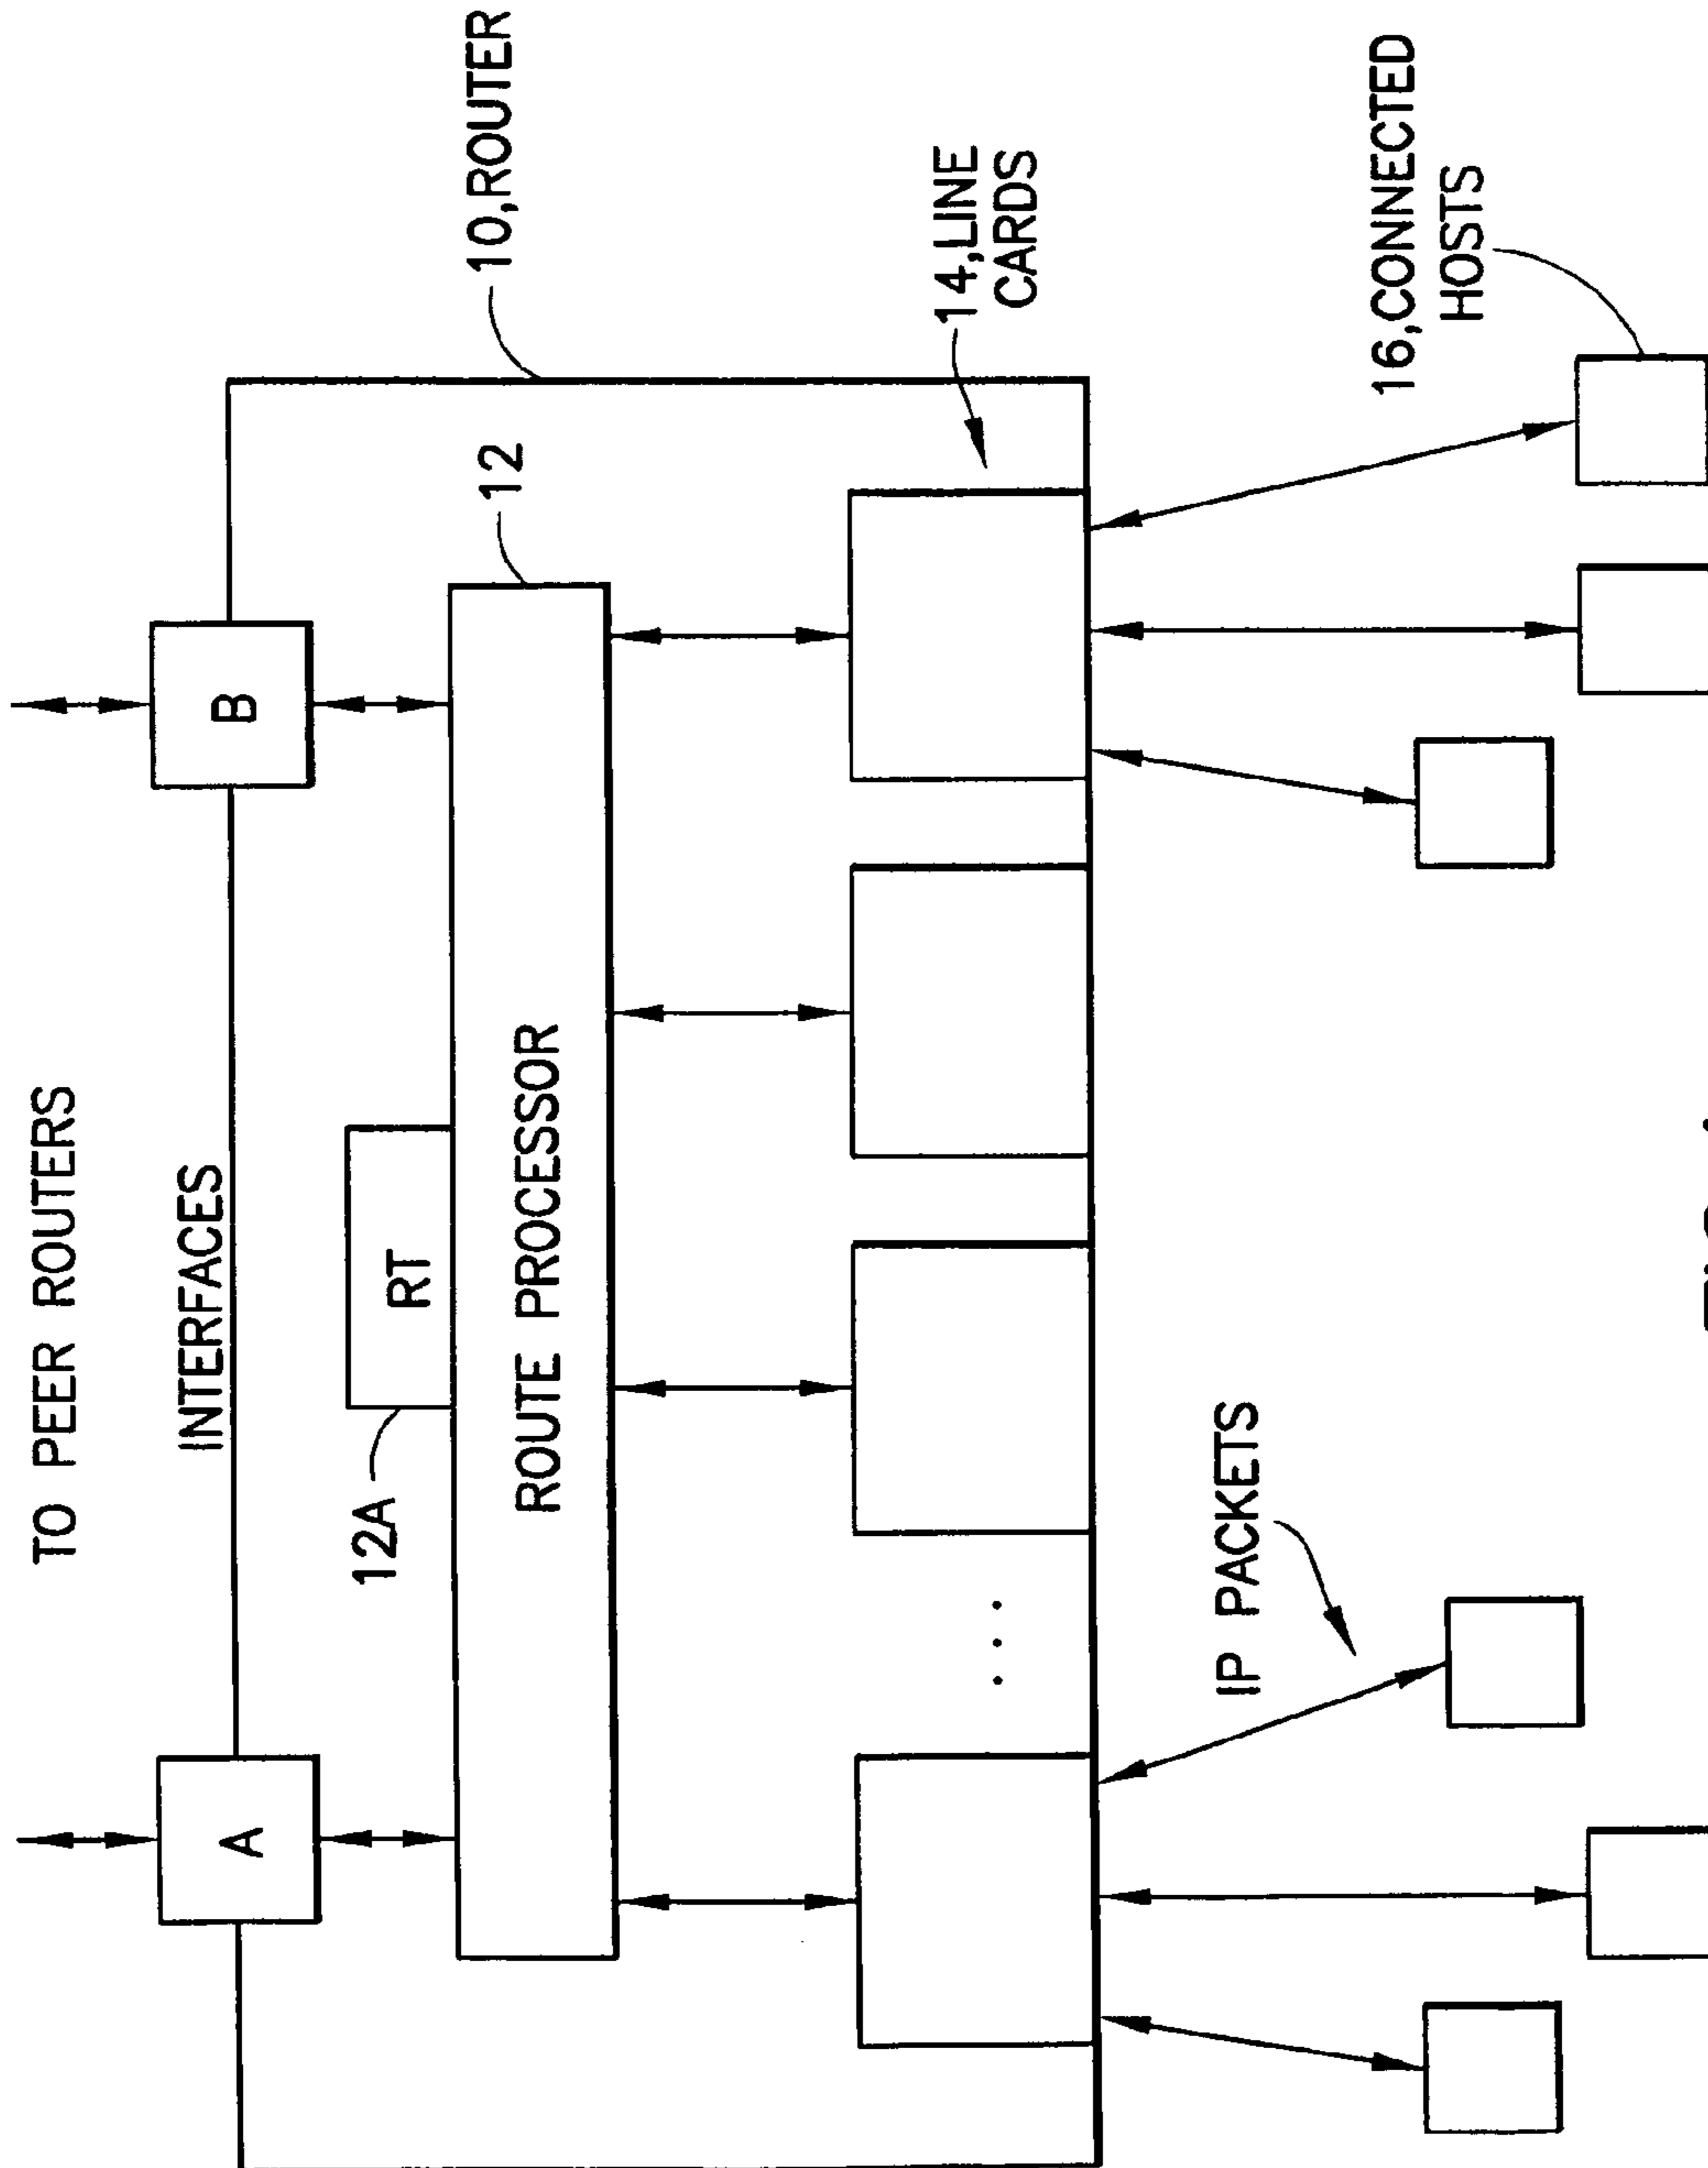 TO PEER ROUTERS
INTERFACES
A
B
10,ROUTER
12A
RT
12
ROUTE PROCESSOR
14,LINE
CARDS
...
IP PACKETS
16,CONNECTED
HOSTS